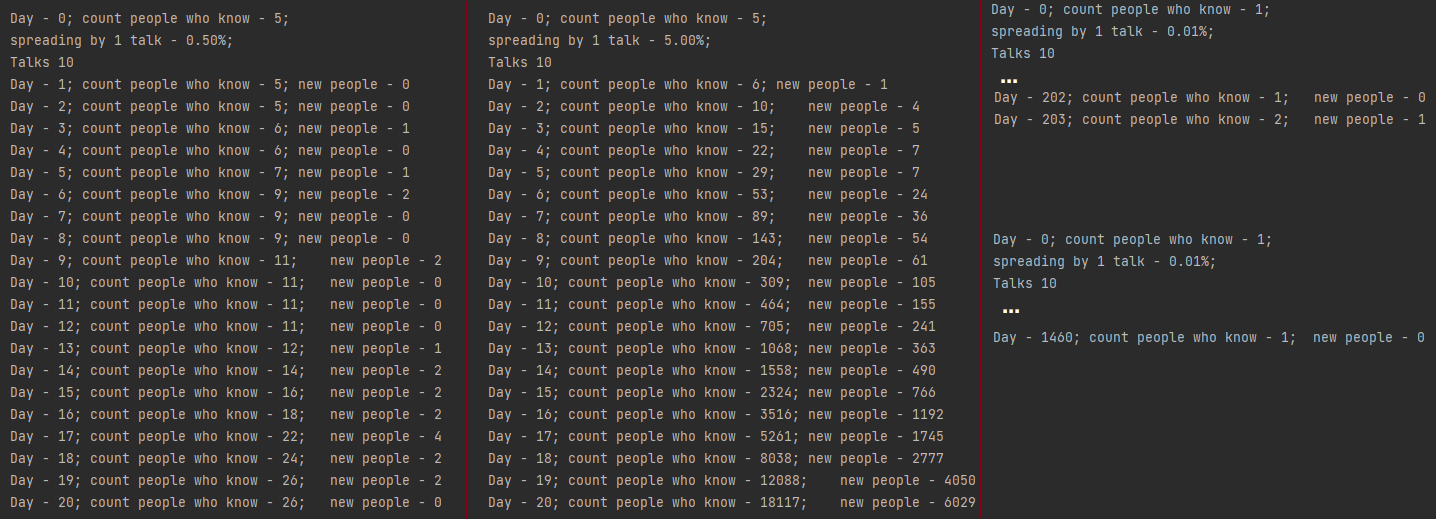 Day - 0; count people who know - 5;
spreading by 1 talk - 0.50%;
Talks 10
Day - 1; count people who know - 5; new people - 0
Day - 2; count people who know - 5; new people - 0
Day - 3; count people who know - 6; new people - 1
Day - 4; count people who know - 6; new people - 0
Day - 5; count people who know - 7; new people - 1
Day - 6; count people who know - 9; new people - 2
Day - 7; count people who know - 9; new people - 0
Day - 8; count people who know - 9; new people - 0
Day - 9; count people who know - 11;    new people - 2
Day - 10; count people who know - 11;   new people - 0
Day - 11; count people who know - 11;   new people - 0
Day - 12; count people who know - 11;   new people - 0
Day - 13; count people who know - 12;   new people - 1
Day - 14; count people who know - 14;   new people - 2
Day - 15; count people who know - 16;   new people - 2
Day - 16; count people who know - 18;   new people - 2
Day - 17; count people who know - 22;   new people - 4
Day - 18; count people who know - 24;   new people - 2
Day - 19; count people who know - 26;   new people - 2
Day - 20; count people who know - 26;   new people - 0
Day - 0; count people who know - 5;
spreading by 1 talk - 5.00%;
Talks 10
Day - 1; count people who know - 6; new people - 1
Day - 2; count people who know - 10;    new people - 4
Day - 3; count people who know - 15;    new people - 5
Day - 4; count people who know - 22;    new people - 7
Day - 5; count people who know - 29;    new people - 7
Day - 6; count people who know - 53;    new people - 24
Day - 7; count people who know - 89;    new people - 36
Day - 8; count people who know - 143;   new people - 54
Day - 9; count people who know - 204;   new people - 61
Day - 10; count people who know - 309;  new people - 105
Day - 11; count people who know - 464;  new people - 155
Day - 12; count people who know - 705;  new people - 241
Day - 13; count people who know - 1068; new people - 363
Day - 14; count people who know - 1558; new people - 490
Day - 15; count people who know - 2324; new people - 766
Day - 16; count people who know - 3516; new people - 1192
Day - 17; count people who know - 5261; new people - 1745
Day - 18; count people who know - 8038; new people - 2777
Day - 19; count people who know - 12088;    new people - 4050
Day - 20; count people who know - 18117;    new people - 6029
Day - 0; count people who know - 1;
spreading by 1 talk - 0.01%;
Talks 10
...
Day - 202; count people who know - 1;   new people - 0
Day - 203; count people who know - 2;   new people - 1
Day - 0; count people who know - 1;
spreading by 1 talk - 0.01%;
Talks 10
...
Day - 1460; count people who know - 1;  new people - 0